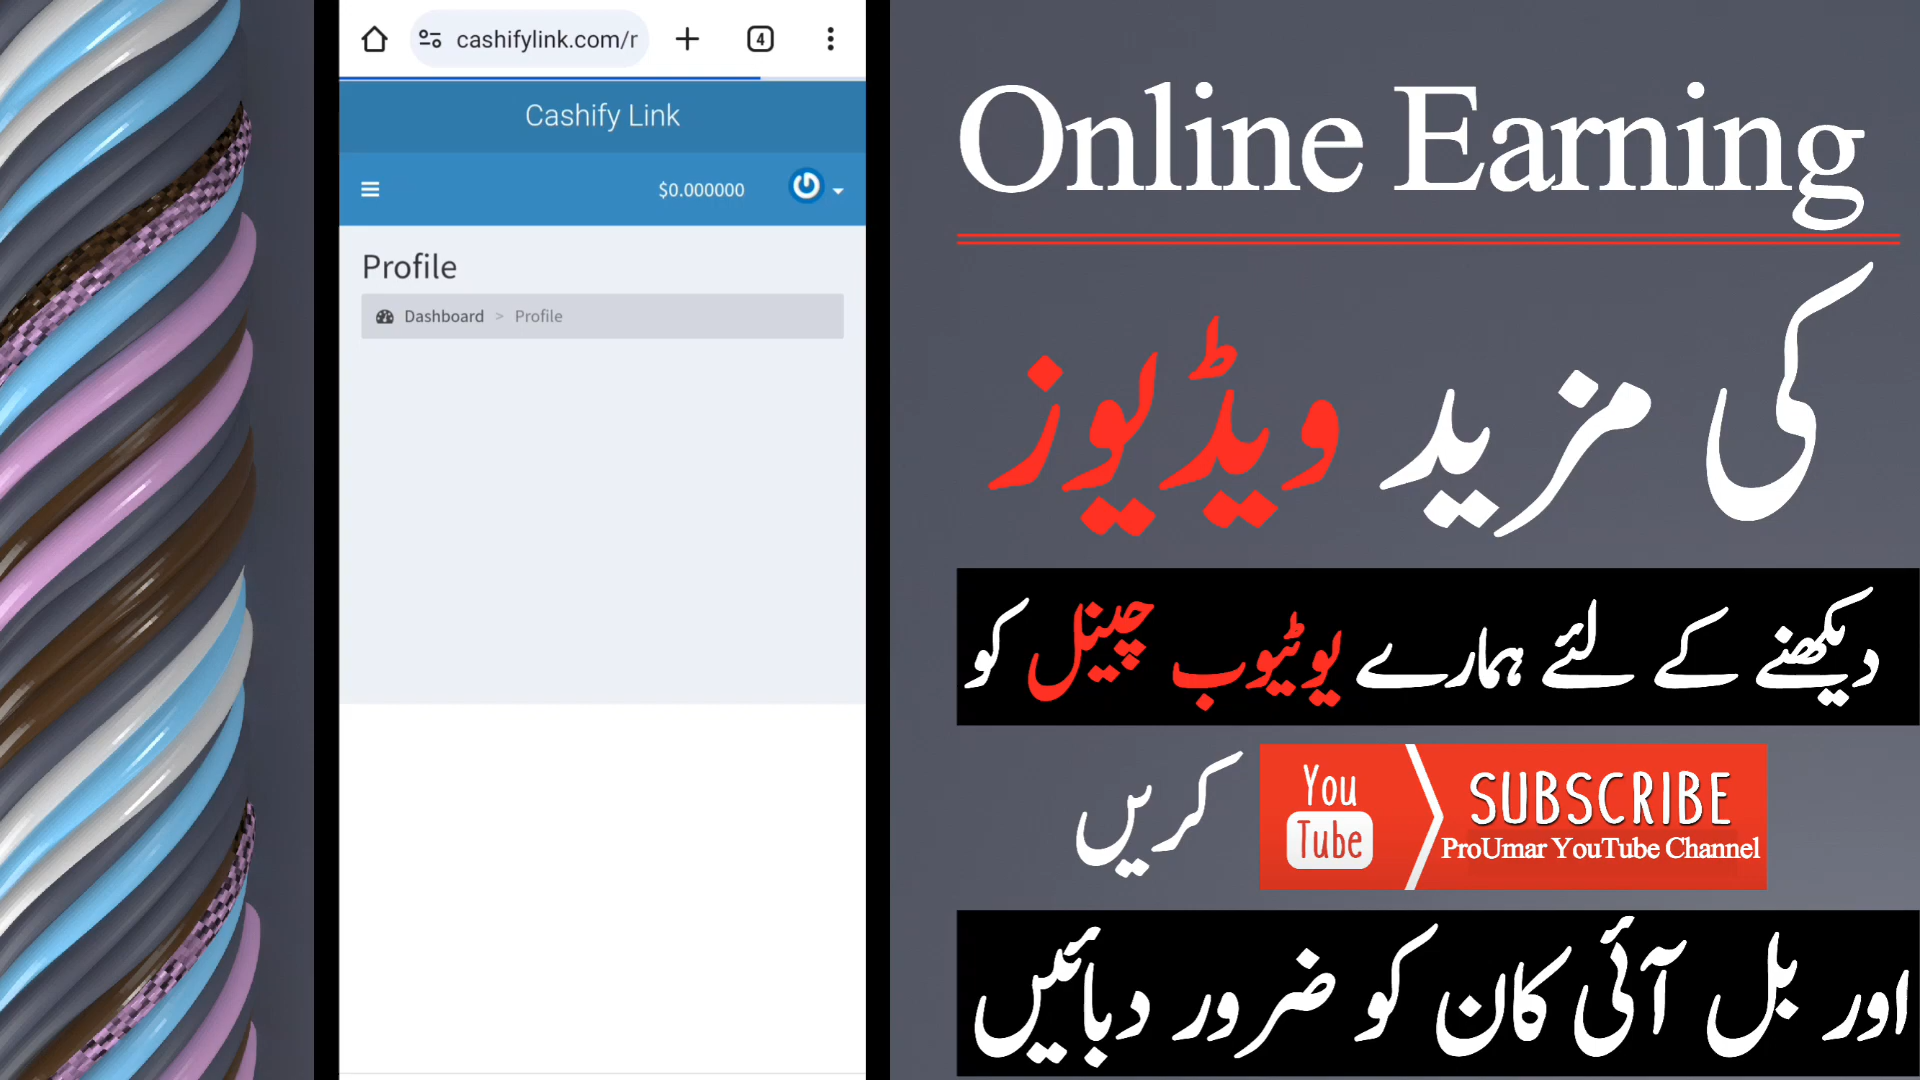 cashifylink.com/r
4
Cashify Link
$0.000000
Profile
Dashboard > Profile
Online Earning
کی مزید ویڈیوز
دیکھنے کے لئے ہمارے یوٹیوب چینل کو
You
Tube
SUBSCRIBE
ProUmar YouTube Channel
کریں
اور بل آئی کان کو ضرور دبائیں